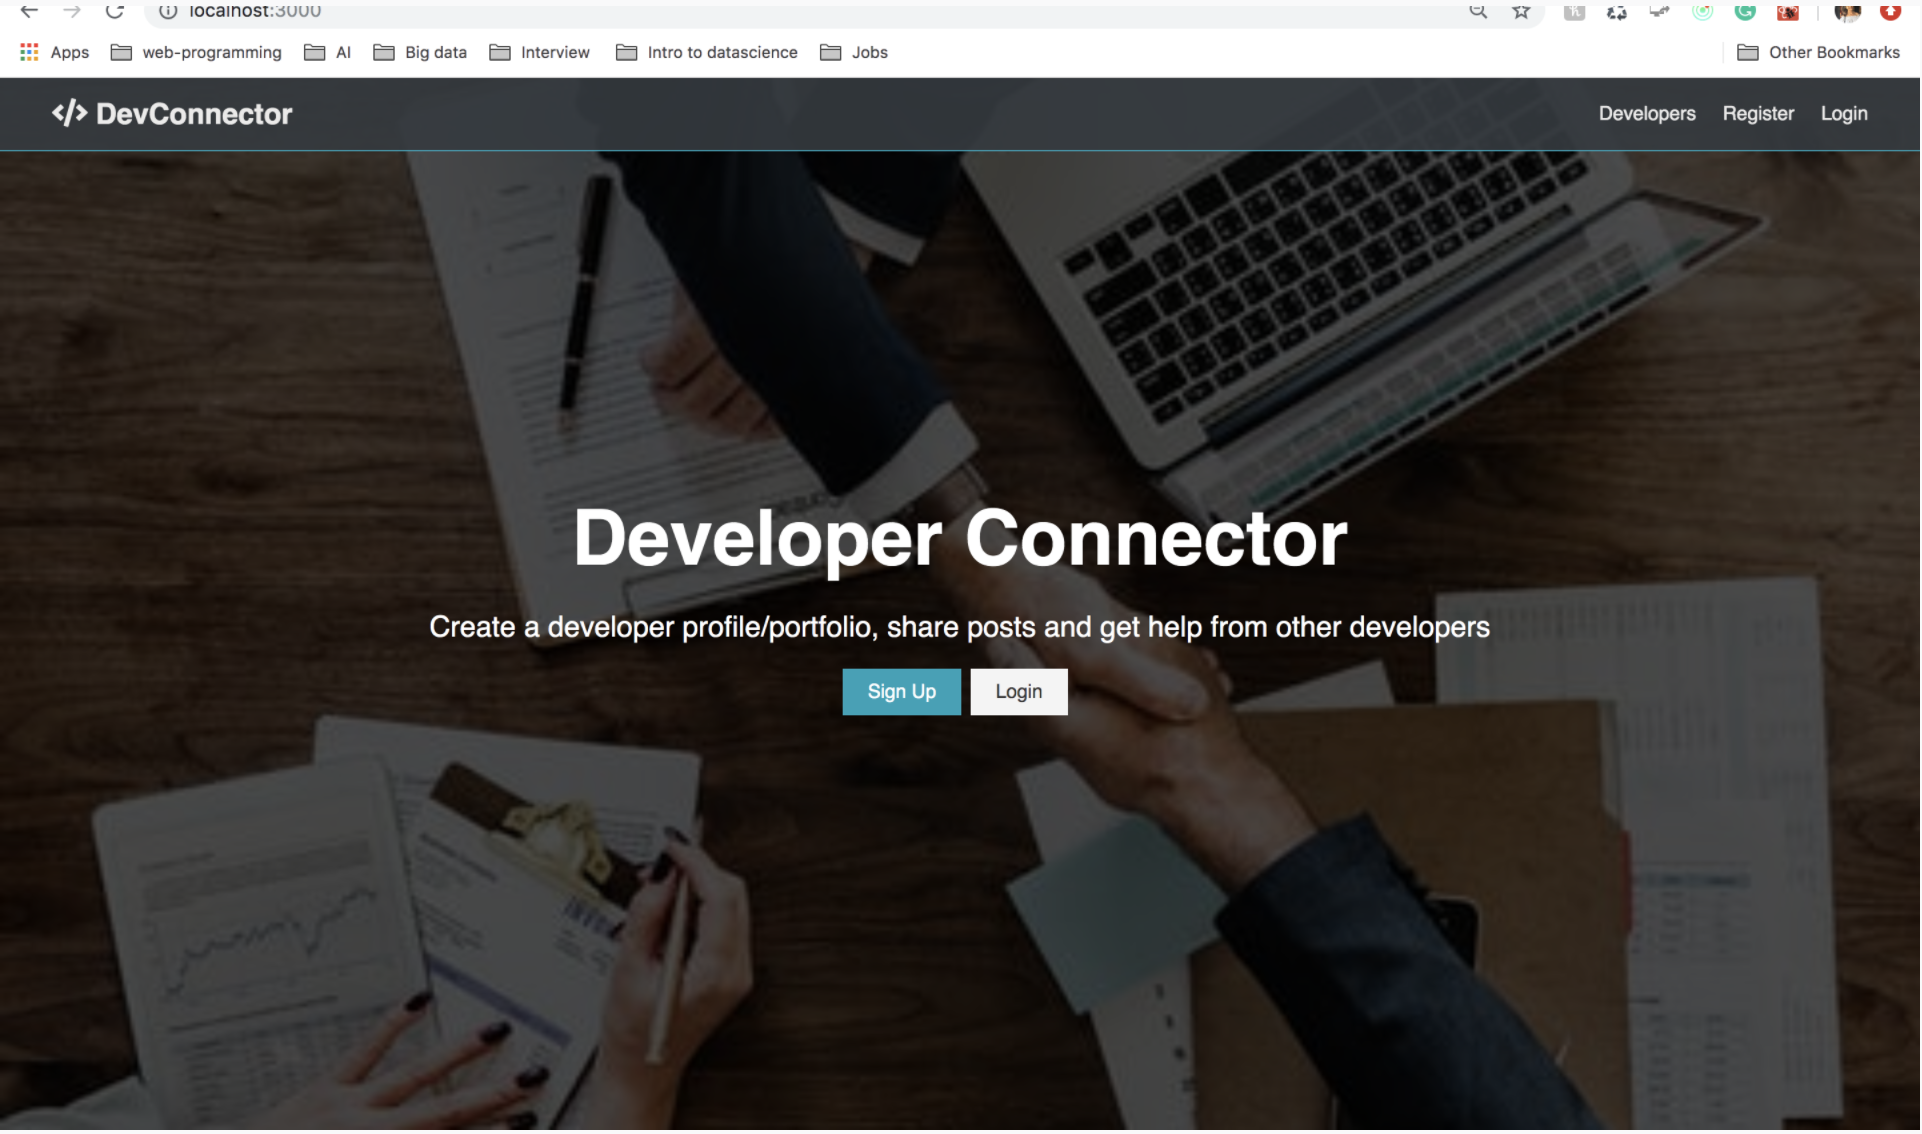 localhost:3000
Apps web-programming AI Big data Interview Intro to datascience Jobs Other Bookmarks
</> DevConnector Developers Register Login
Developer Connector
Create a developer profile/portfolio, share posts and get help from other developers
Sign Up Login